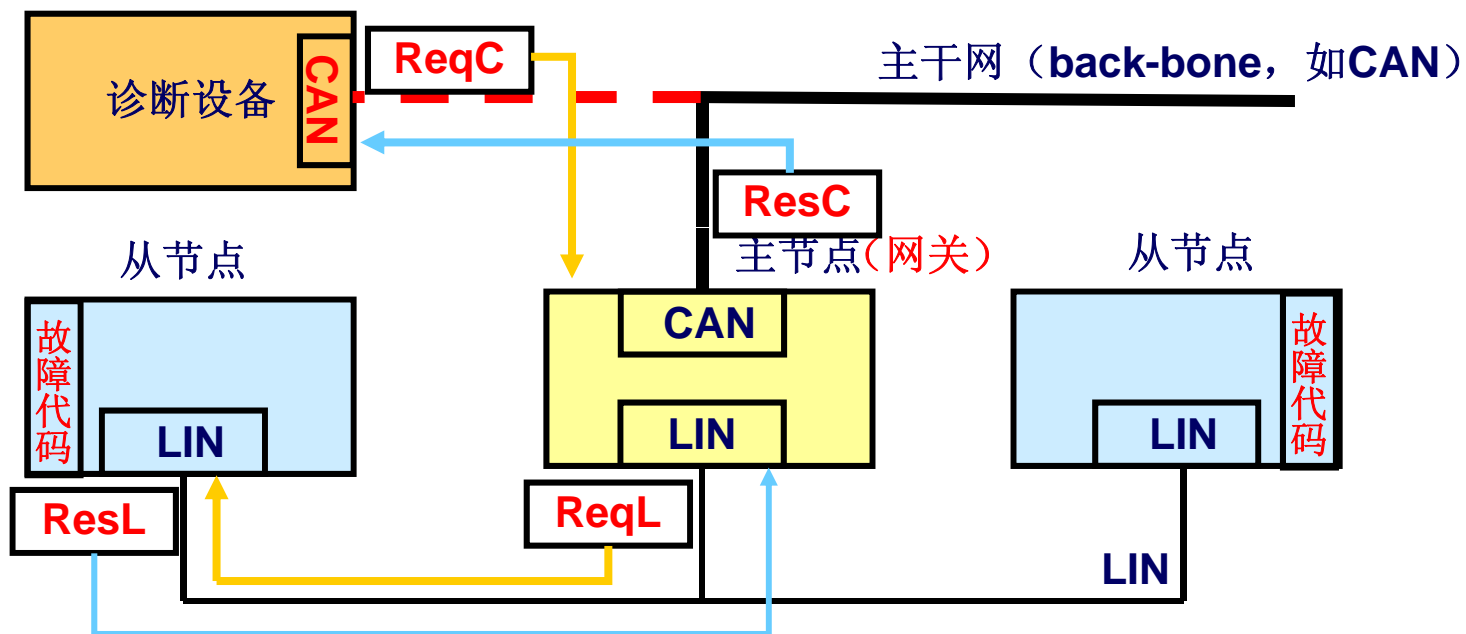 诊断设备
CAN
ReqC
主干网（back-bone，如CAN）
ResC
从节点
主节点（网关）
从节点
故障代码
LIN
CAN
LIN
LIN
故障代码
ResL
ReqL
LIN